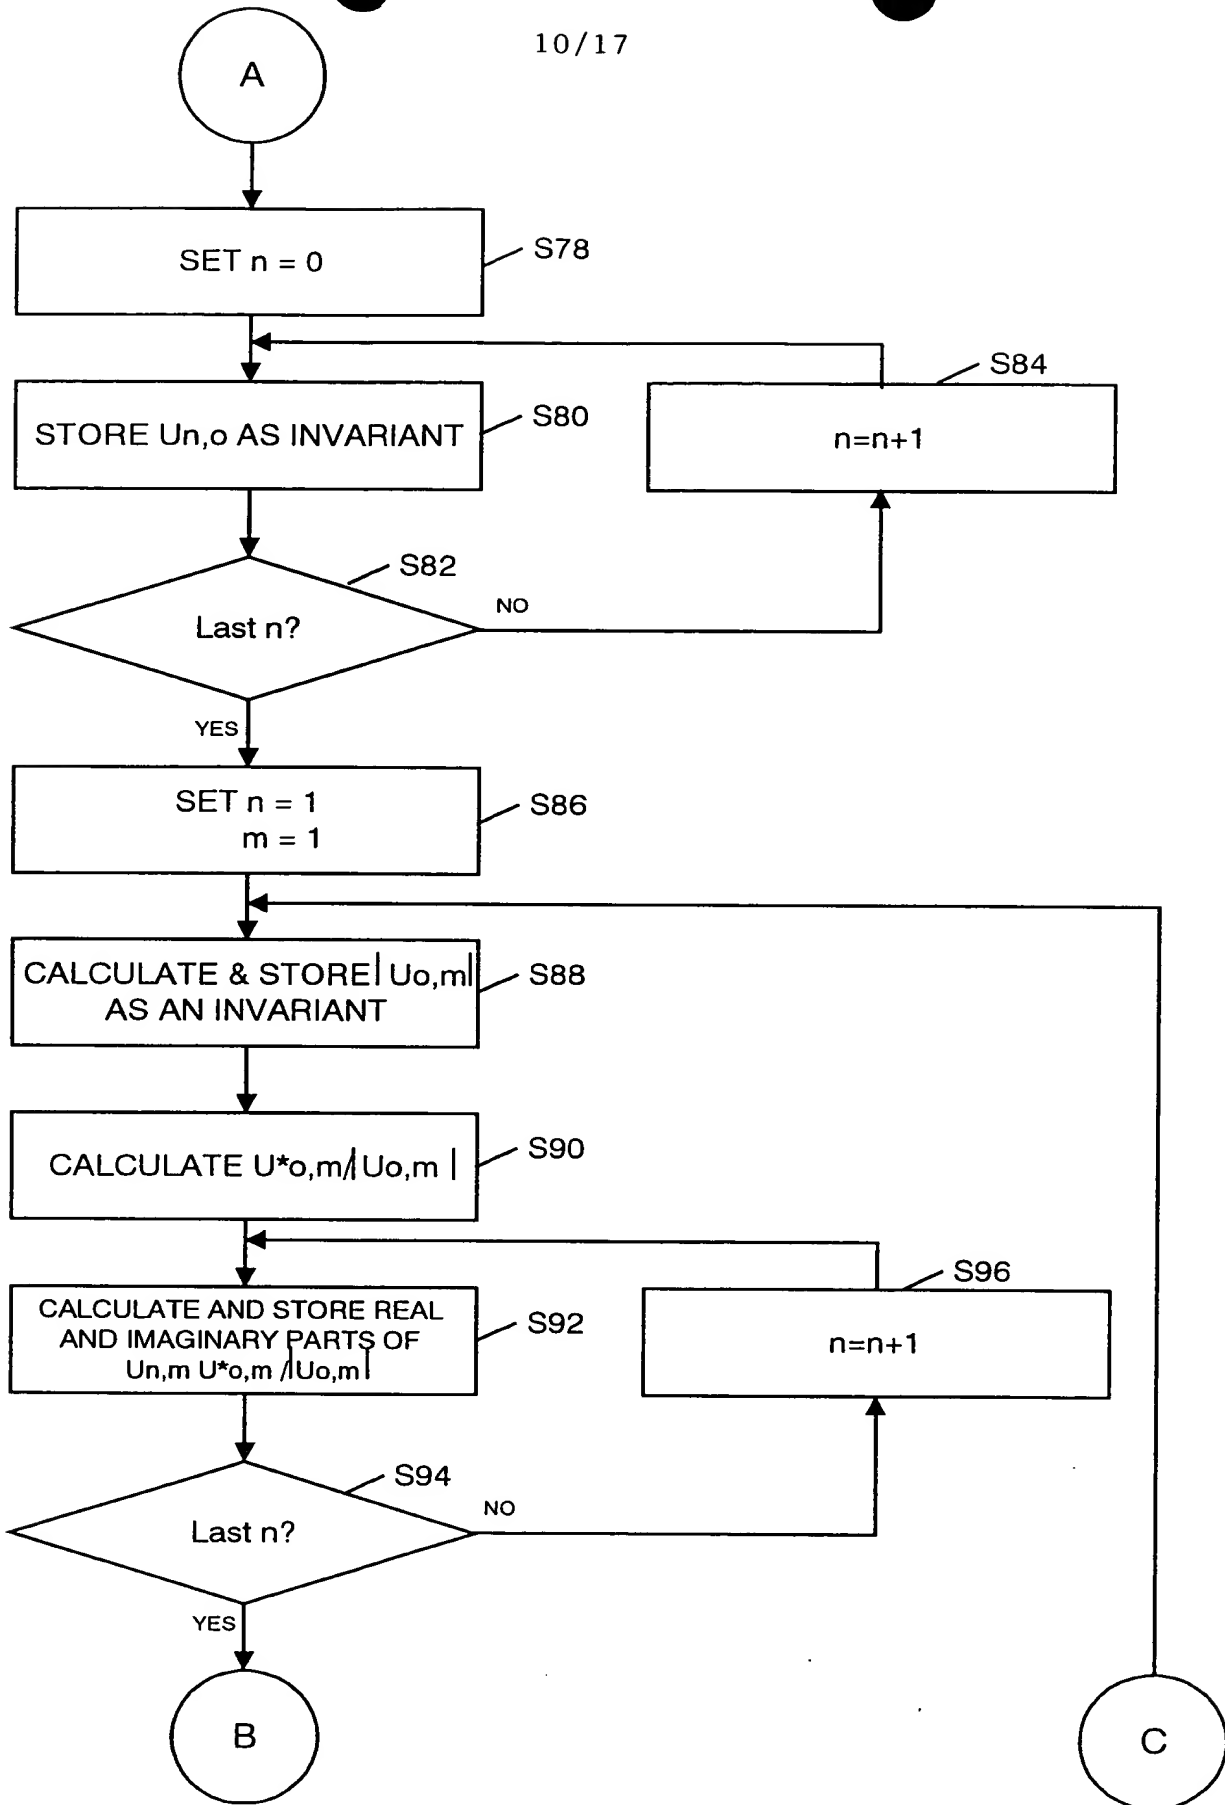 10/17
A
SET n = 0
S78
S84
STORE Un,o AS INVARIANT
S80
n=n+1
S82
Last n?
NO
YES
SET n = 1
m = 1
S86
CALCULATE & STORE| Uo,m|
AS AN INVARIANT
S88
CALCULATE U*o,m/|Uo,m |
S90
S96
CALCULATE AND STORE REAL
AND IMAGINARY PARTS OF
Un,m U*o,m /|Uo,m|
S92
n=n+1
S94
Last n?
NO
YES
B
C